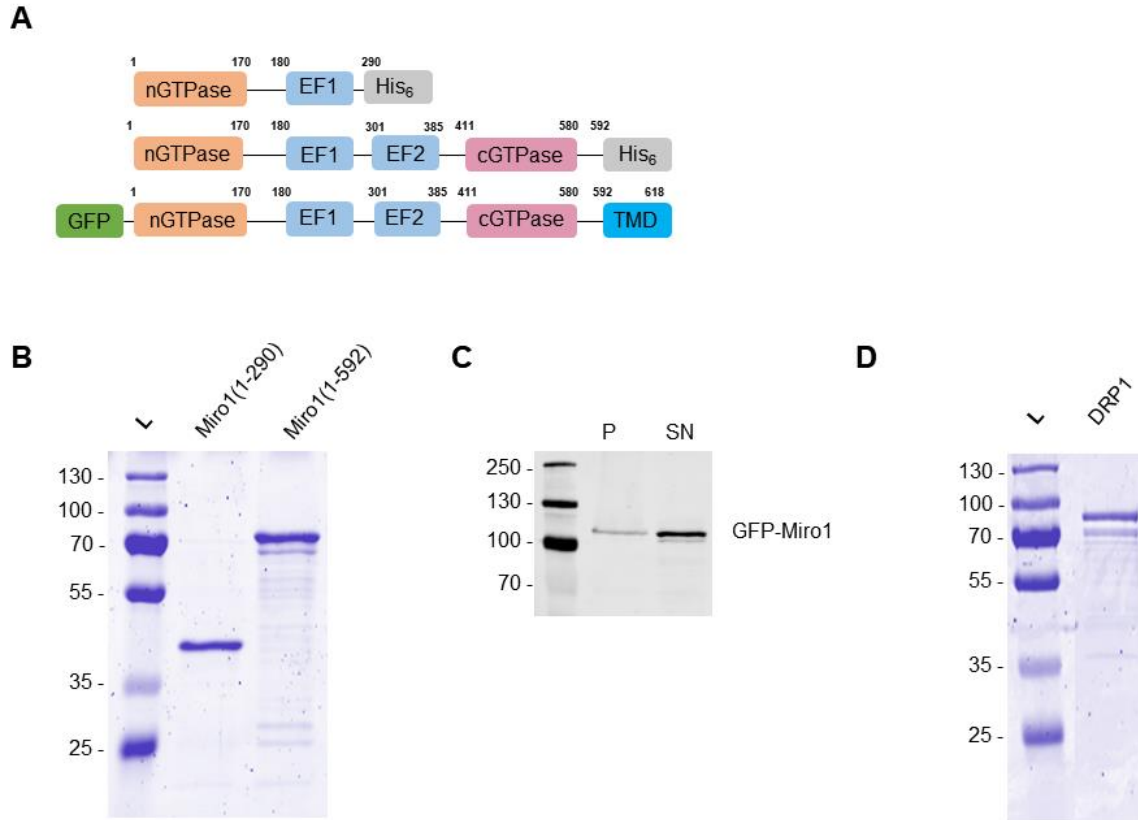 A
1 170 180 290
nGTPase EF1 His6
1 170 180 301 385 411 580 592
nGTPase EF1 EF2 cGTPase His6
1 170 180 301 385 411 580 592 618
GFP nGTPase EF1 EF2 cGTPase TMD
B
L Miro1(1-290) Miro1(1-592)
130 -
100 -
70 -
55 -
35 -
25 -
C
P SN
250 -
130 -
100 -
70 -
GFP-Miro1
D
L DRP1
130 -
100 -
70 -
55 -
35 -
25 -